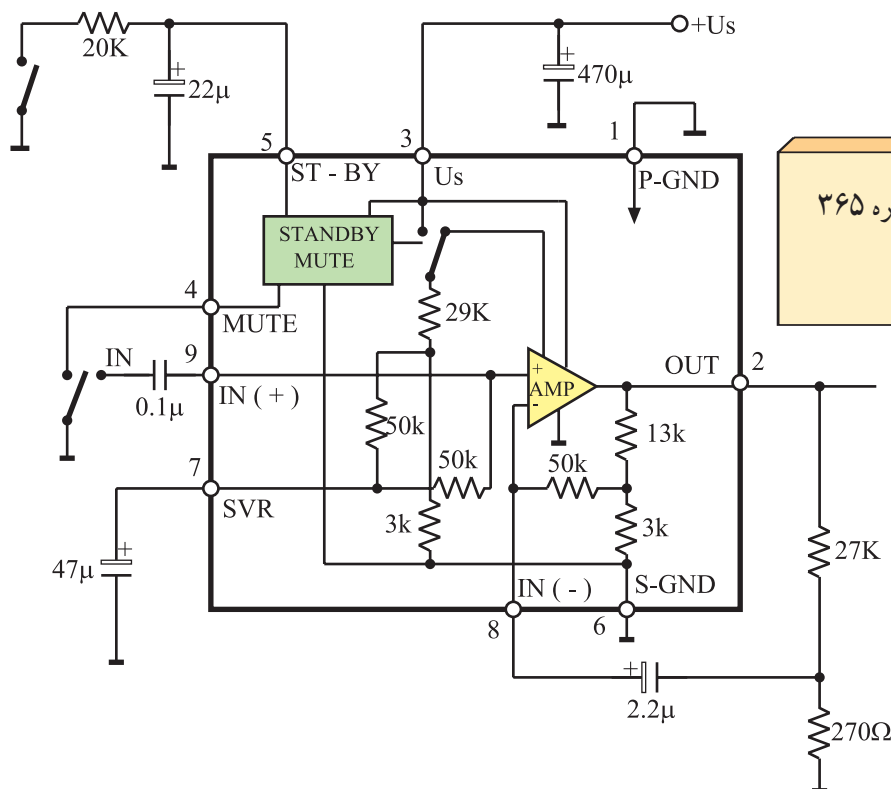 +Us
20K
22µ
470µ
5
3
1
ST - BY
Us
P-GND
ره ۳۶۵
STANDBY
MUTE
4
MUTE
29K
IN
9
IN ( + )
0.1µ
+
AMP
-
OUT
2
50k
13k
7
50k
50k
SVR
3k
3k
47µ
27K
IN ( - )
S-GND
8
6
2.2µ
270Ω